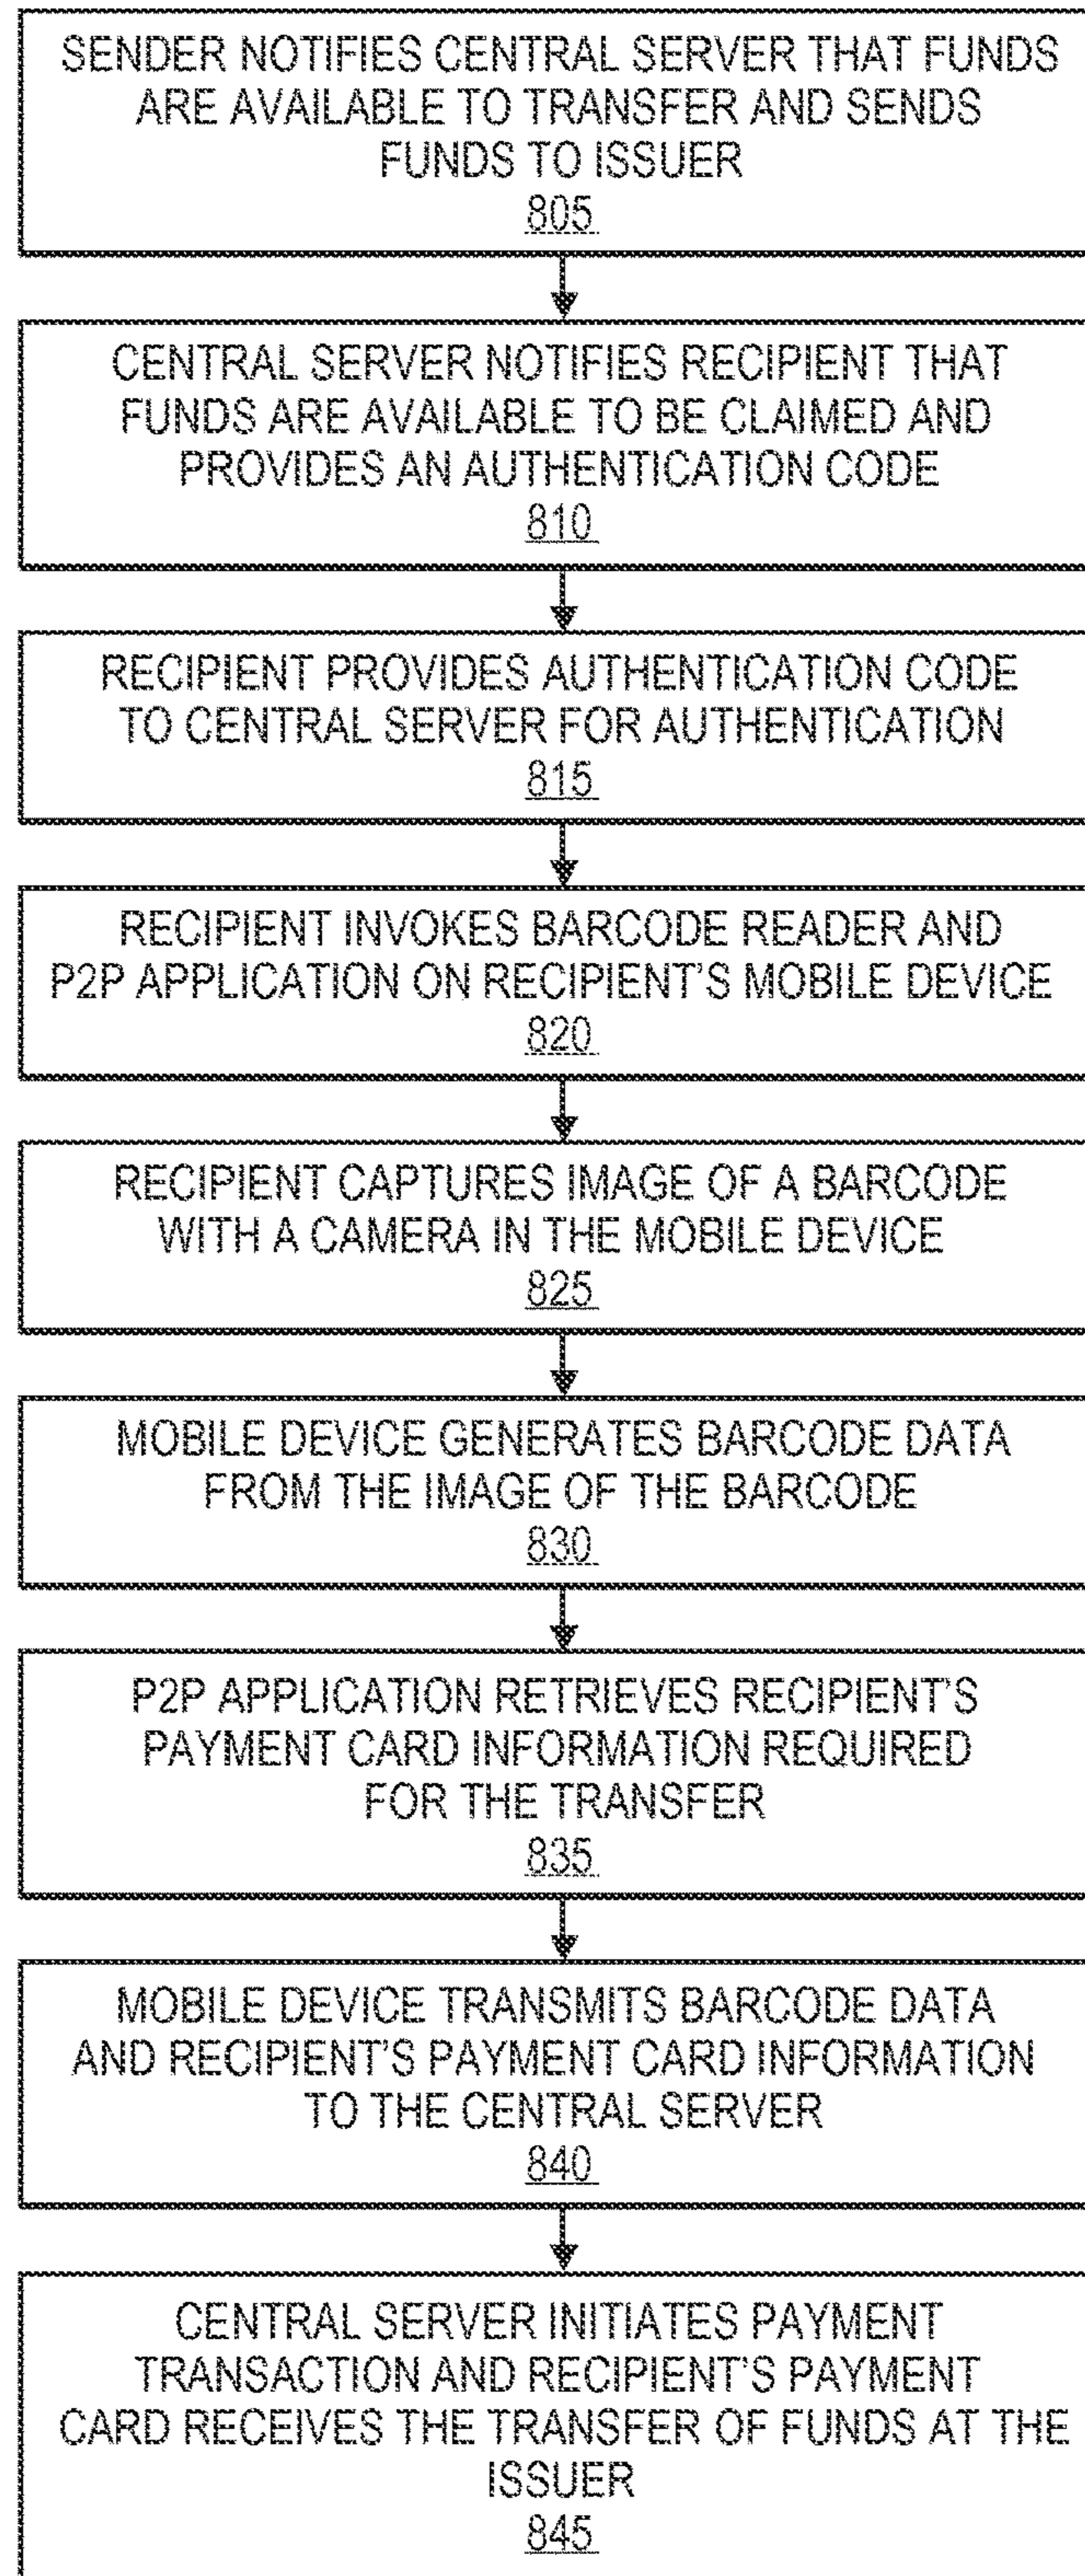 SENDER NOTIFIES CENTRAL SERVER THAT FUNDS
ARE AVAILABLE TO TRANSFER AND SENDS
FUNDS TO ISSUER
805
CENTRAL SERVER NOTIFIES RECIPIENT THAT
FUNDS ARE AVAILABLE TO BE CLAIMED AND
PROVIDES AN AUTHENTICATION CODE
810
RECIPIENT PROVIDES AUTHENTICATION CODE
TO CENTRAL SERVER FOR AUTHENTICATION
815
RECIPIENT INVOKES BARCODE READER AND
P2P APPLICATION ON RECIPIENT'S MOBILE DEVICE
820
RECIPIENT CAPTURES IMAGE OF A BARCODE
WITH A CAMERA IN THE MOBILE DEVICE
825
MOBILE DEVICE GENERATES BARCODE DATA
FROM THE IMAGE OF THE BARCODE
830
P2P APPLICATION RETRIEVES RECIPIENT'S
PAYMENT CARD INFORMATION REQUIRED
FOR THE TRANSFER
835
MOBILE DEVICE TRANSMITS BARCODE DATA
AND RECIPIENT'S PAYMENT CARD INFORMATION
TO THE CENTRAL SERVER
840
CENTRAL SERVER INITIATES PAYMENT
TRANSACTION AND RECIPIENT'S PAYMENT
CARD RECEIVES THE TRANSFER OF FUNDS AT THE
ISSUER
845